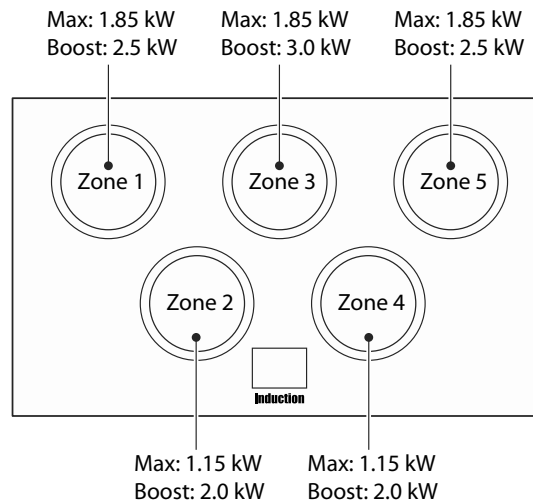 Max: 1.85 kW
Boost: 2.5 kW
Max: 1.85 kW
Boost: 3.0 kW
Max: 1.85 kW
Boost: 2.5 kW
Zone 1
Zone 3
Zone 5
Zone 2
Zone 4
Induction
Max: 1.15 kW
Boost: 2.0 kW
Max: 1.15 kW
Boost: 2.0 kW